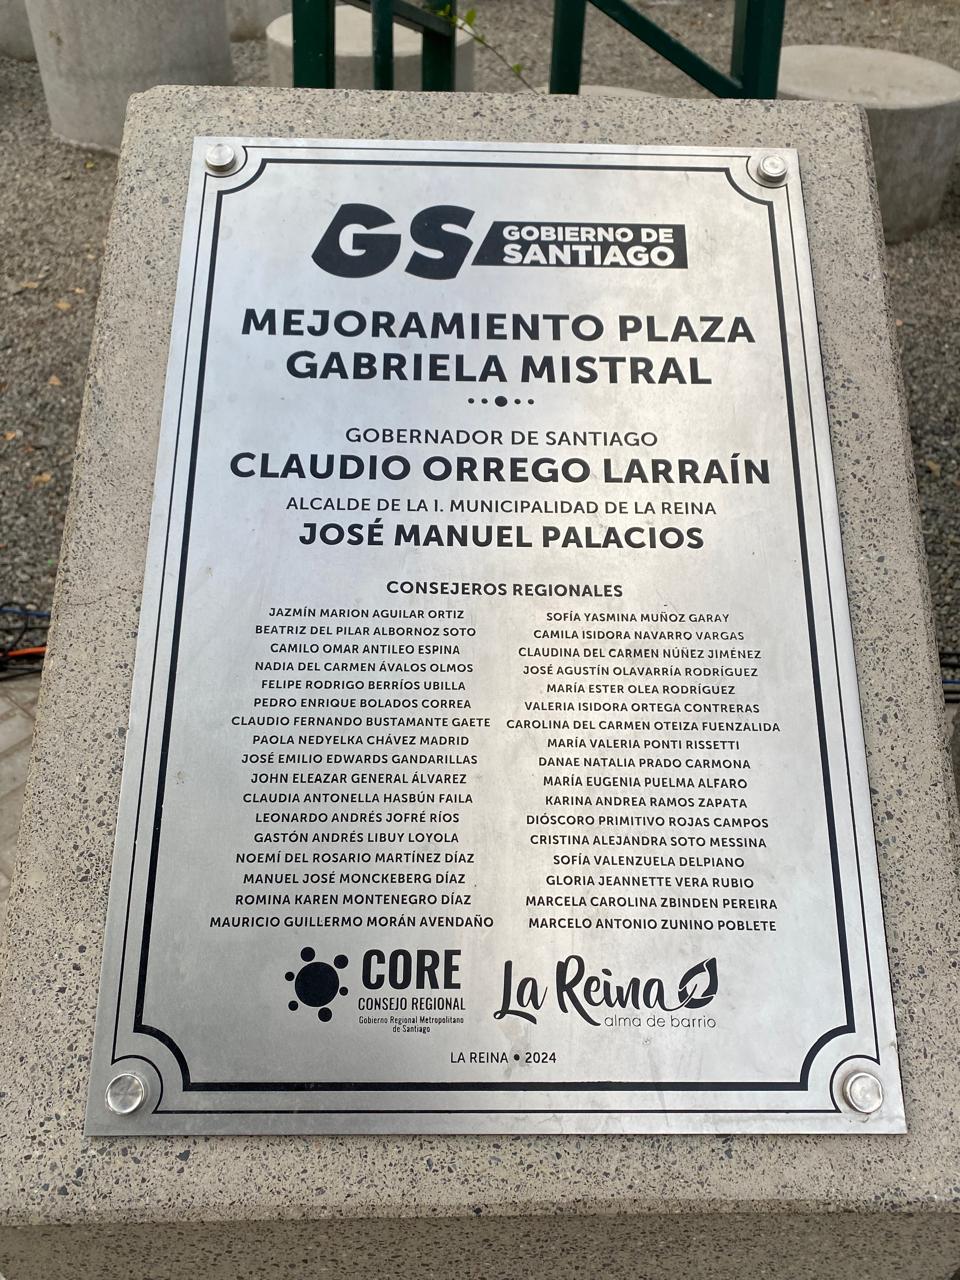 GS GOBIERNO DE
SANTIAGO
MEJORAMIENTO PLAZA
GABRIELA MISTRAL
GOBERNADOR DE SANTIAGO
CLAUDIO ORREGO LARRAÍN
ALCALDE DE LA I. MUNICIPALIDAD DE LA REINA
JOSÉ MANUEL PALACIOS
CONSEJEROS REGIONALES
JAZMÍN MARION AGUILAR ORTIZ
BEATRIZ DEL PILAR ALBORNOZ SOTO
CAMILO OMAR ANTILEO ESPINA
NADIA DEL CARMEN ÁVALOS OLMOS
FELIPE RODRIGO BERRÍOS UBILLA
PEDRO ENRIQUE BOLADOS CORREA
CLAUDIO FERNANDO BUSTAMANTE GAETE
PAOLA NEDYELKA CHÁVEZ MADRID
JOSÉ EMILIO EDWARDS GANDARILLAS
JOHN ELEAZAR GENERAL ÁLVAREZ
CLAUDIA ANTONELLA HASBÚN FAILA
LEONARDO ANDRÉS JOFRÉ RÍOS
GASTÓN ANDRÉS LIBUY LOYOLA
NOEMÍ DEL ROSARIO MARTÍNEZ DÍAZ
MANUEL JOSÉ MONCKEBERG DÍAZ
ROMINA KAREN MONTENEGRO DÍAZ
MAURICIO GUILLERMO MORÁN AVENDAÑO
SOFÍA YASMINA MUÑOZ GARAY
CAMILA ISIDORA NAVARRO VARGAS
CLAUDINA DEL CARMEN NÚÑEZ JIMÉNEZ
JOSÉ AGUSTÍN OLAVARRÍA RODRÍGUEZ
MARÍA ESTER OLEA RODRÍGUEZ
VALERIA ISIDORA ORTEGA CONTRERAS
CAROLINA DEL CARMEN OTEIZA FUENZALIDA
MARÍA VALERIA PONTI RISSETTI
DANAE NATALIA PRADO CARMONA
MARÍA EUGENIA PUELMA ALFARO
KARINA ANDREA RAMOS ZAPATA
DIÓSCORO PRIMITIVO ROJAS CAMPOS
CRISTINA ALEJANDRA SOTO MESSINA
SOFÍA VALENZUELA DELPIANO
GLORIA JEANNETTE VERA RUBIO
MARCELA CAROLINA ZBINDEN PEREIRA
MARCELO ANTONIO ZUNINO POBLETE
CORE
CONSEJO REGIONAL
Gobierno Regional Metropolitano
de Santiago
La Reina
alma de barrio
LA REINA • 2024